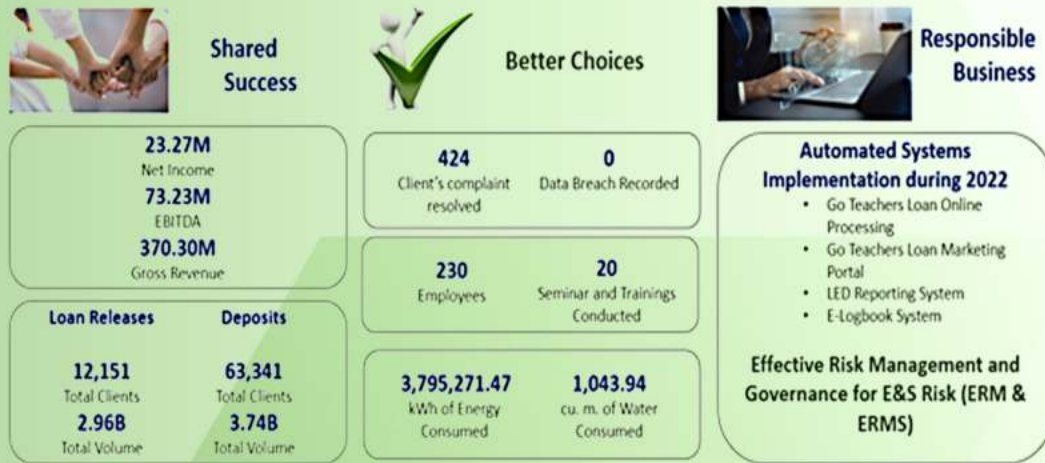 Shared
Success
23.27M
Net Income
73.23M
EBITDA
370.30M
Gross Revenue
Loan Releases
Deposits
12,151
Total Clients
63,341
Total Clients
2.96B
Total Volume
3.74B
Total Volume
Better Choices
424
Client's complaint
resolved
0
Data Breach Recorded
230
Employees
20
Seminar and Trainings
Conducted
3,795,271.47
kWh of Energy
Consumed
1,043.94
cu. m. of Water
Consumed
Responsible
Business
Automated Systems
Implementation during 2022
• Go Teachers Loan Online
Processing
• Go Teachers Loan Marketing
Portal
• LED Reporting System
• E-Logbook System
Effective Risk Management and
Governance for E&S Risk (ERM &
ERMS)